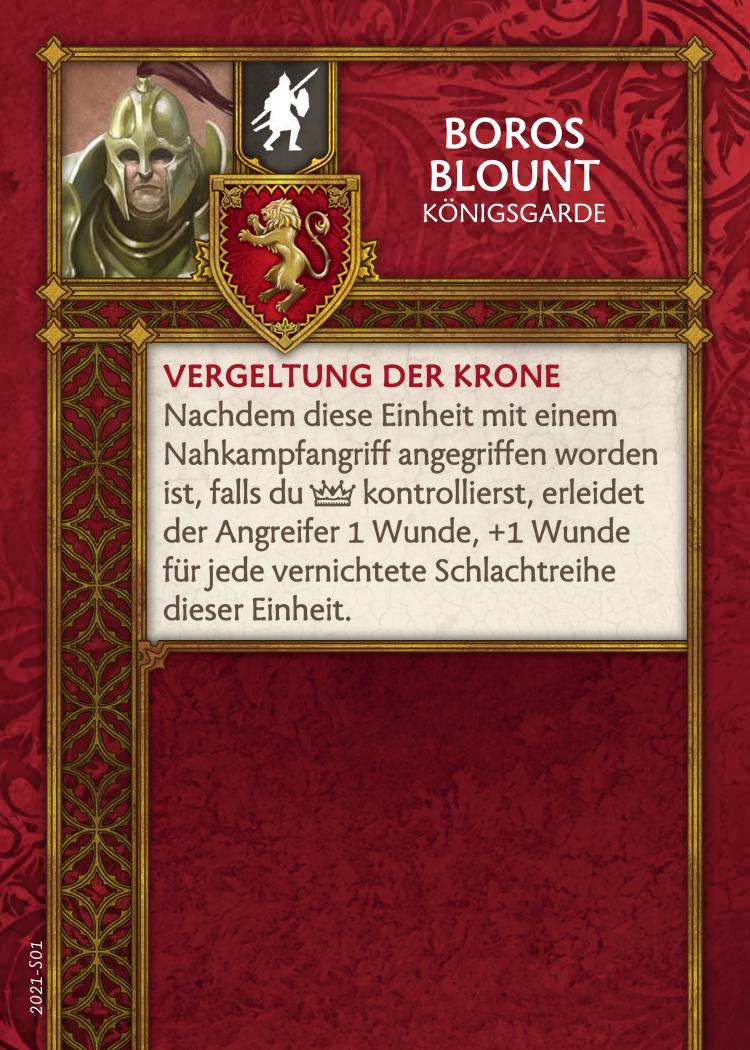 BOROS
BLOUNT
KÖNIGSGARDE
VERGELTUNG DER KRONE
Nachdem diese Einheit mit einem
Nahkampfangriff angegriffen worden
ist, falls du kontrollierst, erleidet
der Angreifer 1 Wunde, +1 Wunde
für jede vernichtete Schlachtreihe
dieser Einheit.
2021-S01